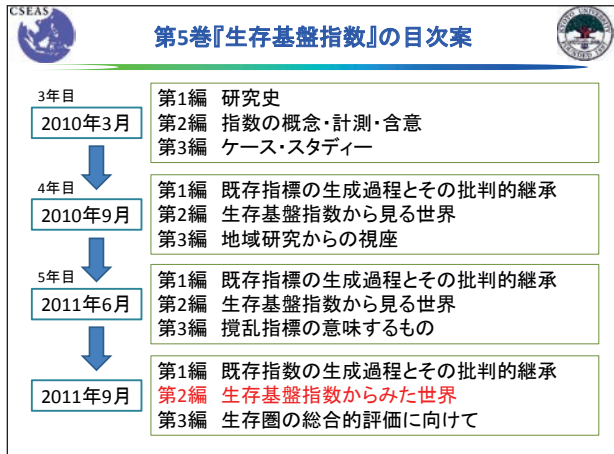 CSEAS
第5巻『生存基盤指数』の目次案
3年目
2010年3月
第1編 研究史
第2編 指数の概念・計測・含意
第3編 ケース・スタディー
4年目
2010年9月
第1編 既存指標の生成過程とその批判的継承
第2編 生存基盤指数から見る世界
第3編 地域研究からの視座
5年目
2011年6月
第1編 既存指標の生成過程とその批判的継承
第2編 生存基盤指数から見る世界
第3編 撹乱指標の意味するもの
2011年9月
第1編 既存指数の生成過程とその批判的継承
第2編 生存基盤指数からみた世界
第3編 生存圏の総合的評価に向けて